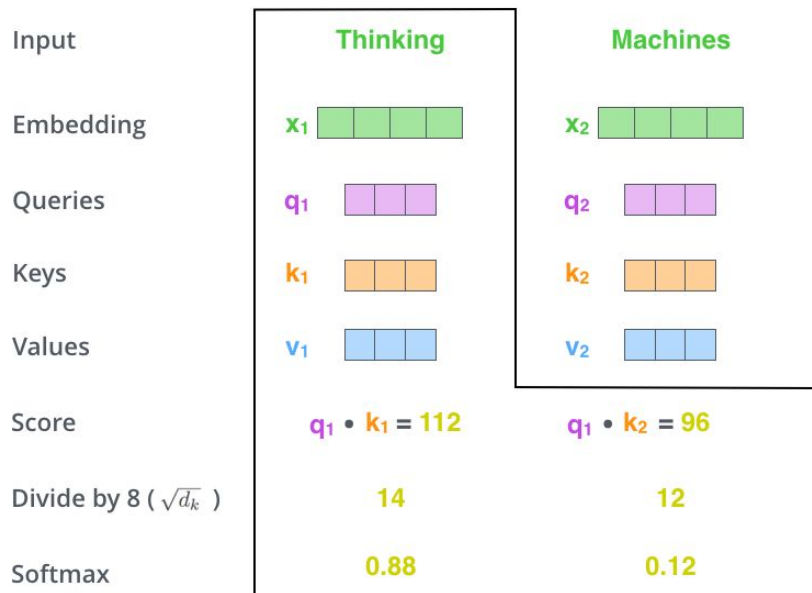 Input Thinking Machines
Embedding x₁ x₂
Queries q₁ q₂
Keys k₁ k₂
Values v₁ v₂
Score q₁ • k₁ = 112 q₁ • k₂ = 96
Divide by 8 ( √dₖ ) 14 12
Softmax 0.88 0.12